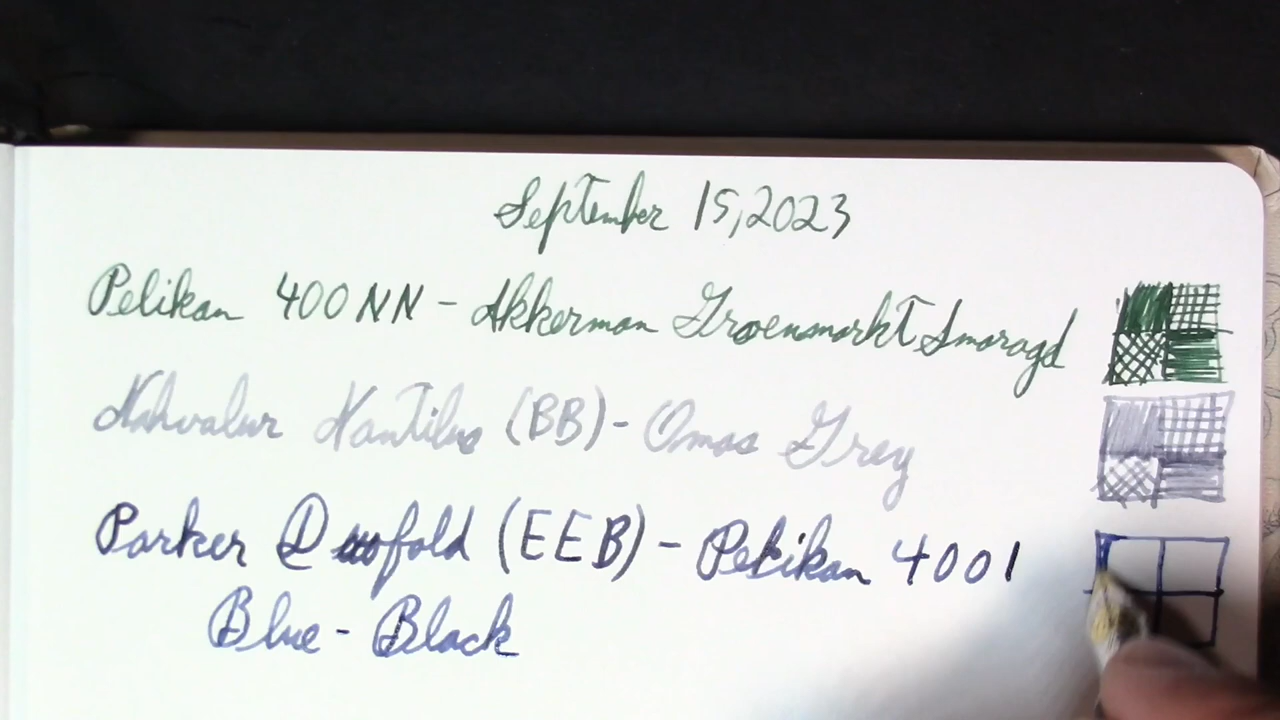 September 15, 2023
Pelikan 400NN - Akkerman Groenmarkt Smaragd
Nahvalur Nautilus (BB) - Omas Grey
Parker Duofold (EEB) - Pelikan 4001
Blue-Black